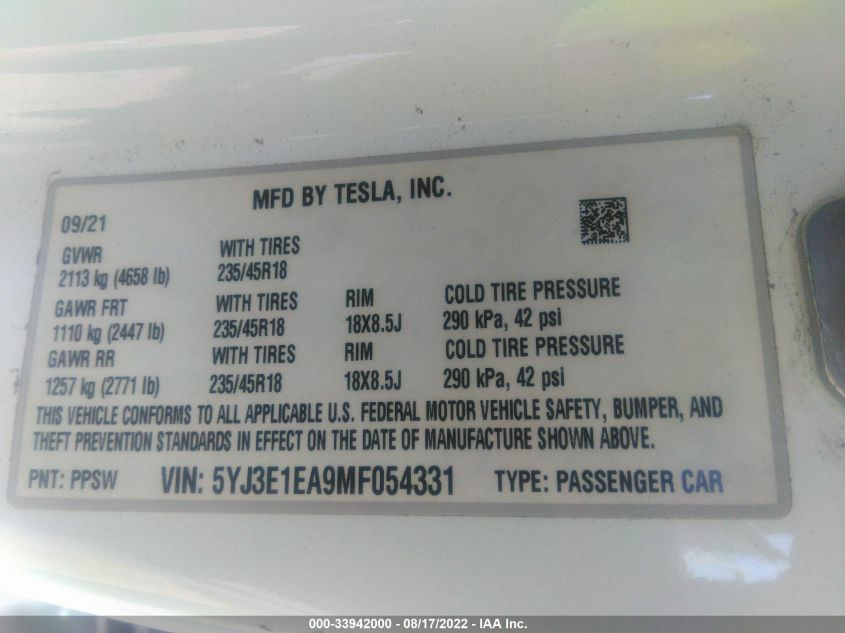 MFD BY TESLA, INC.
09/21
GVWR WITH TIRES
2113 kg (4658 lb) 235/45R18
GAWR FRT WITH TIRES RIM COLD TIRE PRESSURE
1110 kg (2447 lb) 235/45R18 18X8.5J 290 kPa, 42 psi
GAWR RR WITH TIRES RIM COLD TIRE PRESSURE
1257 kg (2771 lb) 235/45R18 18X8.5J 290 kPa, 42 psi
THIS VEHICLE CONFORMS TO ALL APPLICABLE U.S. FEDERAL MOTOR VEHICLE SAFETY, BUMPER, AND
THEFT PREVENTION STANDARDS IN EFFECT ON THE DATE OF MANUFACTURE SHOWN ABOVE.
PNT: PPSW VIN: 5YJ3E1EA9MF054331 TYPE: PASSENGER CAR
000-33942000 - 08/17/2022 - IAA Inc.